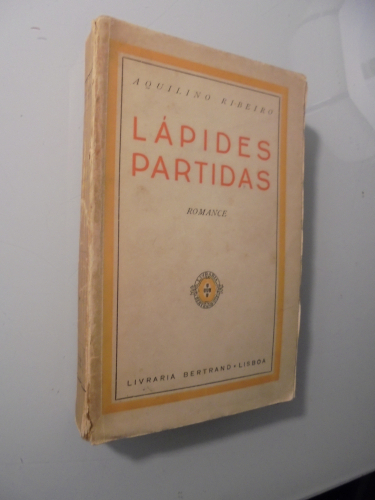 AQUILINO RIBEIRO
LÁPIDES
PARTIDAS
ROMANCE
LIVRARIA BERTRAND • LISBOA